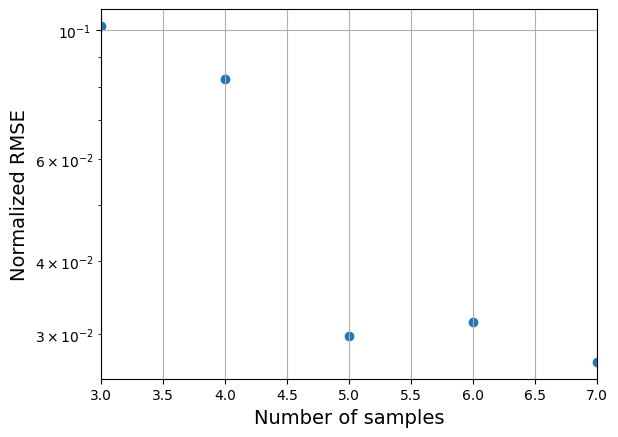 Normalized RMSE
10⁻¹
6 × 10⁻²
4 × 10⁻²
3 × 10⁻²
3.0 3.5 4.0 4.5 5.0 5.5 6.0 6.5 7.0
Number of samples